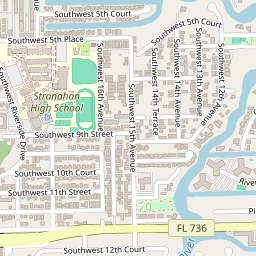 Southwest 5th Court
Southwest 5th Court
Southwest 5th Place
Stranahan
High School
Southwest Riverside Drive
Southwest 16th Avenue
Southwest 15th Avenue
Southwest 14th Terrace
Southwest 14th Avenue
Southwest 13th Avenue
Southwest 12th Avenue
Southwest 9th Street
Southwest 10th Court
Southwest 11th Street
River
FL 736
Southwest 12th Court